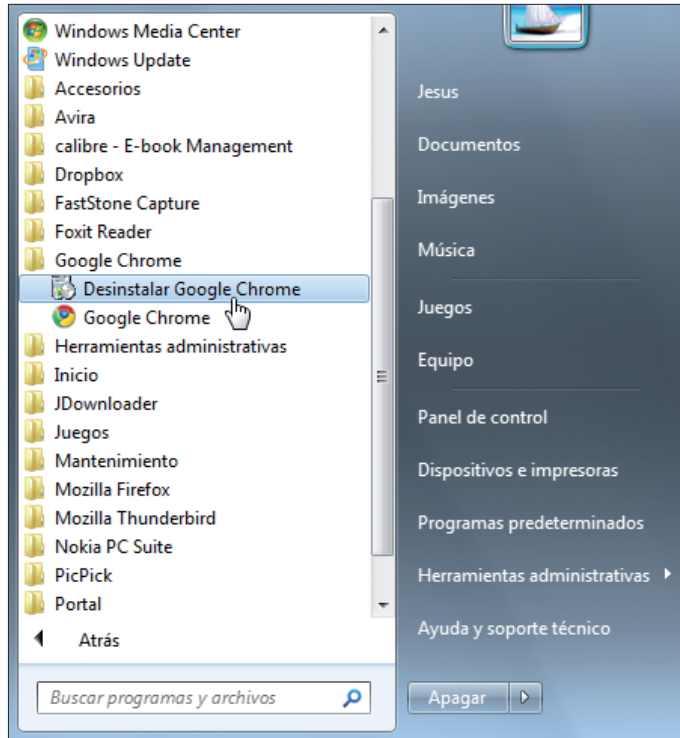 Windows Media Center
Windows Update
Accesorios
Avira
calibre - E-book Management
Dropbox
FastStone Capture
Foxit Reader
Google Chrome
Desinstalar Google Chrome
Google Chrome
Herramientas administrativas
Inicio
JDownloader
Juegos
Mantenimiento
Mozilla Firefox
Mozilla Thunderbird
Nokia PC Suite
PicPick
Portal
Atrás
Buscar programas y archivos
Jesus
Documentos
Imágenes
Música
Juegos
Equipo
Panel de control
Dispositivos e impresoras
Programas predeterminados
Herramientas administrativas
Ayuda y soporte técnico
Apagar